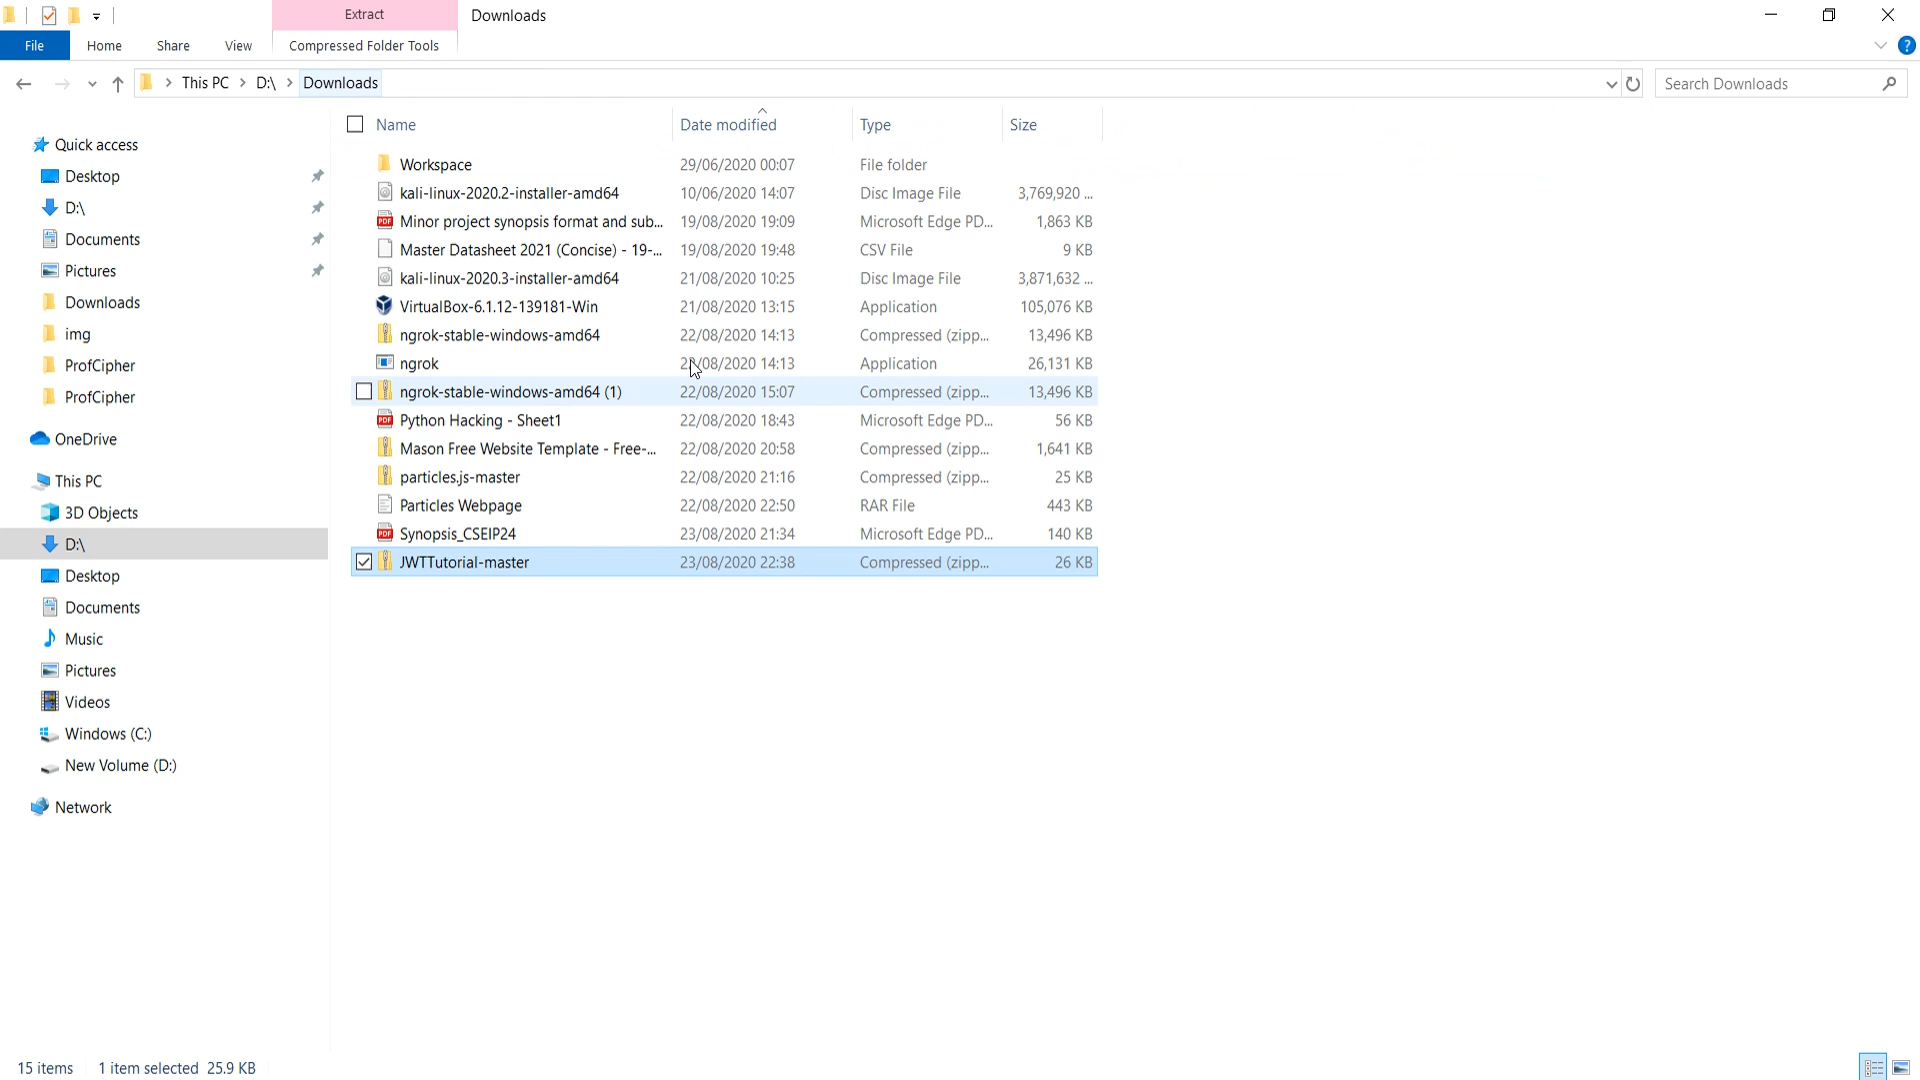 Extract
Downloads
File
Home
Share
View
Compressed Folder Tools
This PC > D:\ > Downloads
Search Downloads
Name
Date modified
Type
Size
Workspace 29/06/2020 00:07 File folder
kali-linux-2020.2-installer-amd64 10/06/2020 14:07 Disc Image File 3,769,920 ...
Minor project synopsis format and sub... 19/08/2020 19:09 Microsoft Edge PD... 1,863 KB
Master Datasheet 2021 (Concise) - 19-... 19/08/2020 19:48 CSV File 9 KB
kali-linux-2020.3-installer-amd64 21/08/2020 10:25 Disc Image File 3,871,632 ...
VirtualBox-6.1.12-139181-Win 21/08/2020 13:15 Application 105,076 KB
ngrok-stable-windows-amd64 22/08/2020 14:13 Compressed (zipp... 13,496 KB
ngrok 22/08/2020 14:13 Application 26,131 KB
ngrok-stable-windows-amd64 (1) 22/08/2020 15:07 Compressed (zipp... 13,496 KB
Python Hacking - Sheet1 22/08/2020 18:43 Microsoft Edge PD... 56 KB
Mason Free Website Template - Free-... 22/08/2020 20:58 Compressed (zipp... 1,641 KB
particles.js-master 22/08/2020 21:16 Compressed (zipp... 25 KB
Particles Webpage 22/08/2020 22:50 RAR File 443 KB
Synopsis_CSEIP24 23/08/2020 21:34 Microsoft Edge PD... 140 KB
JWTTutorial-master 23/08/2020 22:38 Compressed (zipp... 26 KB
Quick access
Desktop
D:\
Documents
Pictures
Downloads
img
ProfCipher
ProfCipher
OneDrive
This PC
3D Objects
D:\
Desktop
Documents
Music
Pictures
Videos
Windows (C:)
New Volume (D:)
Network
15 items
1 item selected 25.9 KB